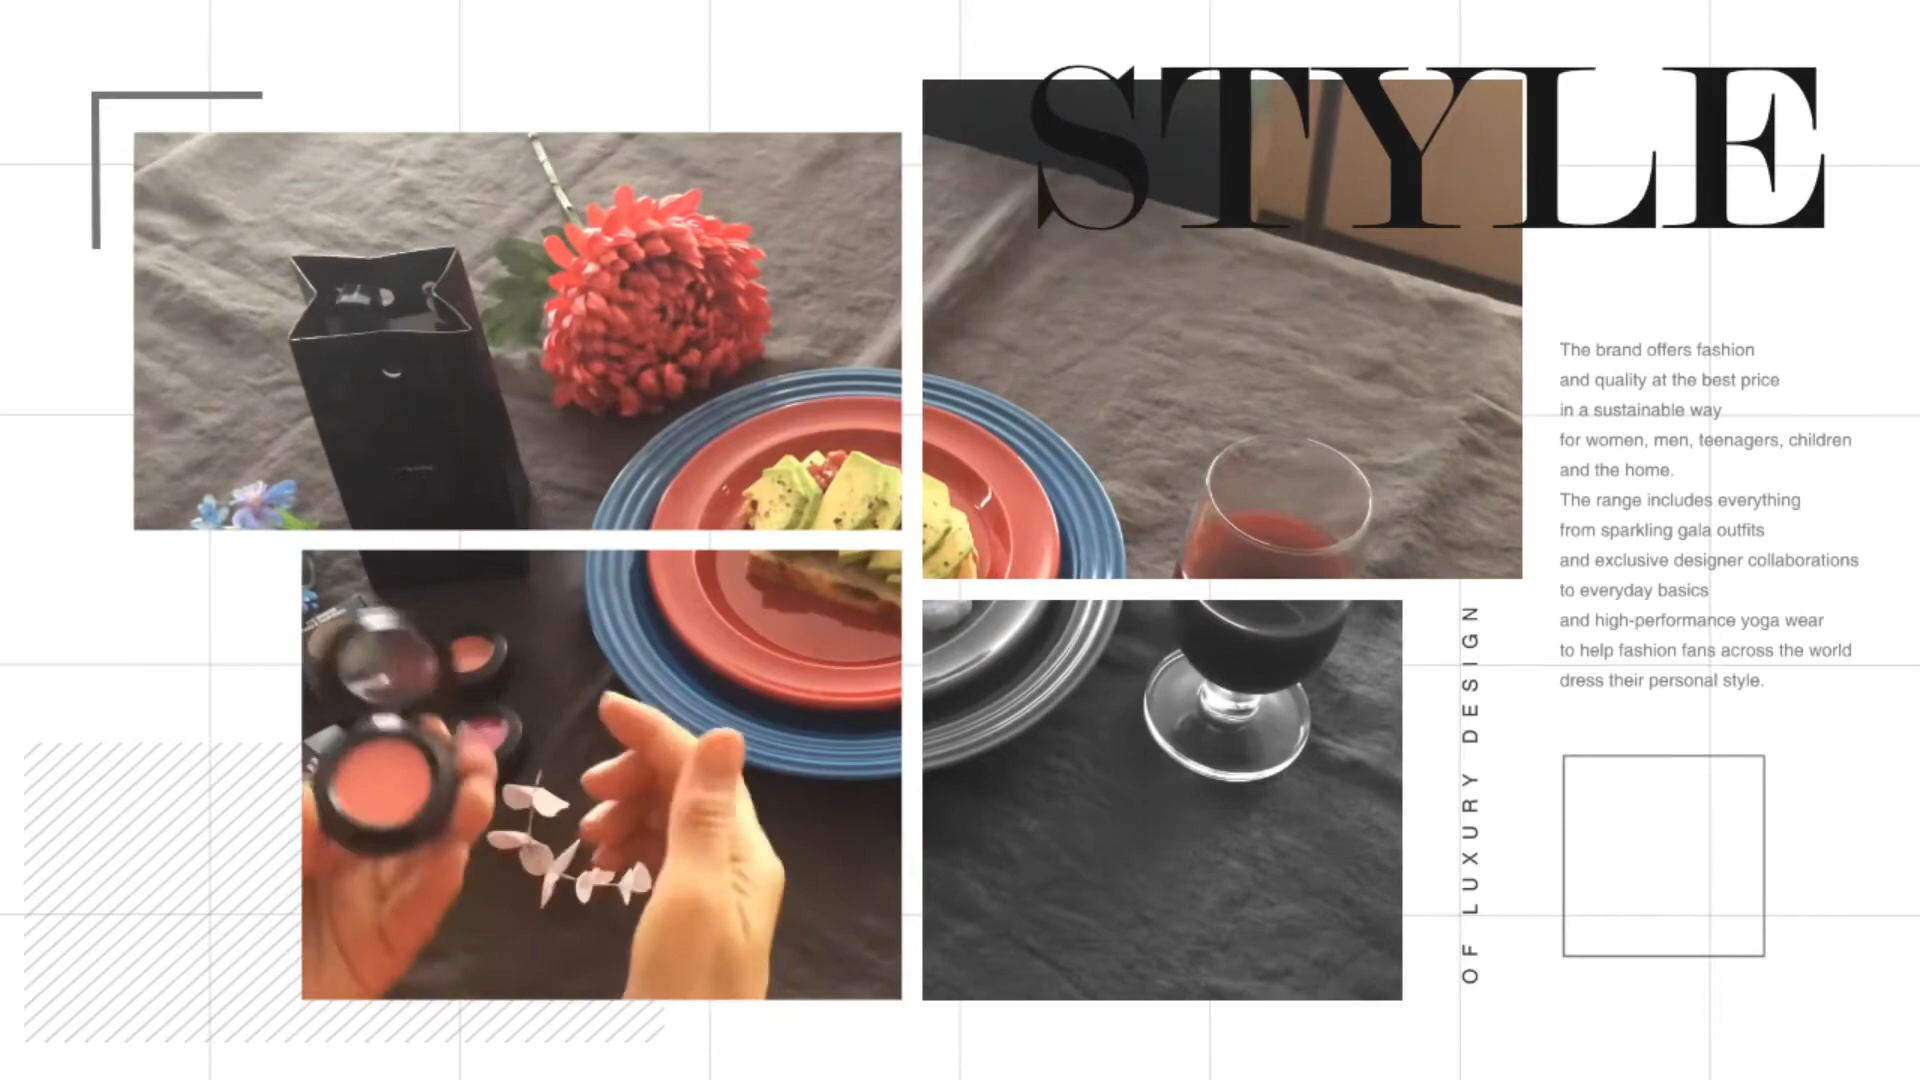 STYLE
The brand offers fashion
and quality at the best price
in a sustainable way
for women, men, teenagers, children
and the home.
The range includes everything
from sparkling gala outfits
and exclusive designer collaborations
to everyday basics
and high-performance yoga wear
to help fashion fans across the world
dress their personal style.
OF LUXURY DESIGN